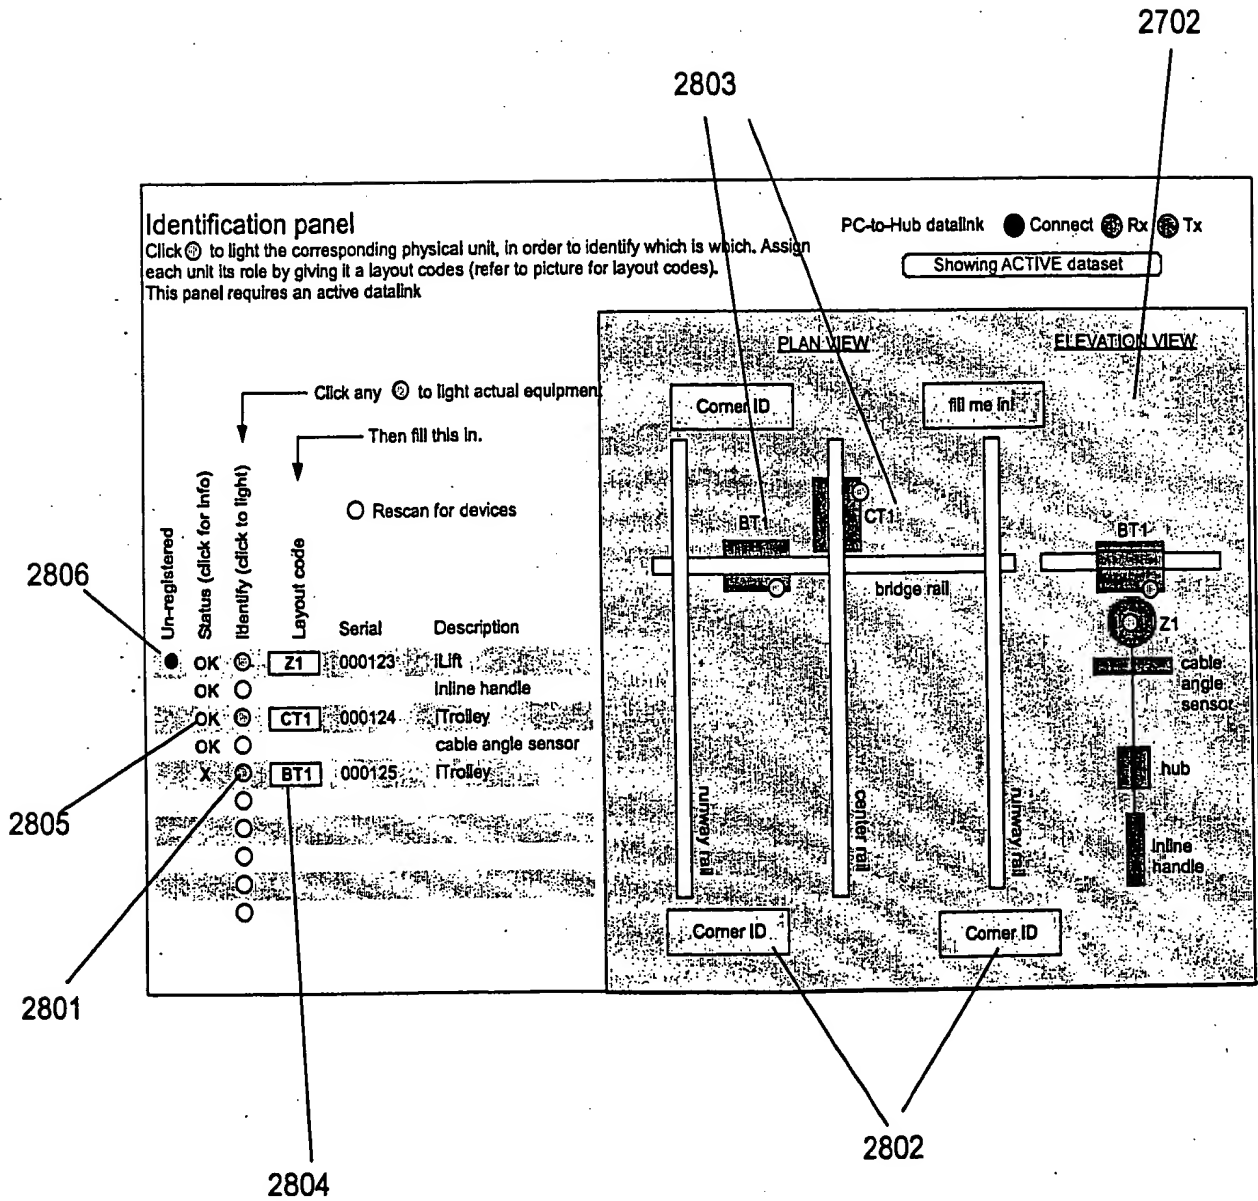 2702
2803
Identification panel
Click to light the corresponding physical unit, in order to identify which is which. Assign
each unit its role by giving it a layout codes (refer to picture for layout codes).
This panel requires an active datalink
PC-to-Hub datalink Connect Rx Tx
Showing ACTIVE dataset
PLAN VIEW
ELEVATION VIEW
Click any to light actual equipment
Then fill this in.
Rescan for devices
Corner ID
fill me in!
BT1
CT1
bridge rail
BT1
Z1
cable
angle
sensor
hub
inline
handle
runway rail
center rail
runway rail
Corner ID
Corner ID
2806
Un-registered
Status (click for info)
Identify (click to light)
Layout code
Serial
Description
OK Z1 000123 iLift
OK Inline handle
OK CT1 000124 iTrolley
OK cable angle sensor
X BT1 000125 iTrolley
2805
2801
2804
2802